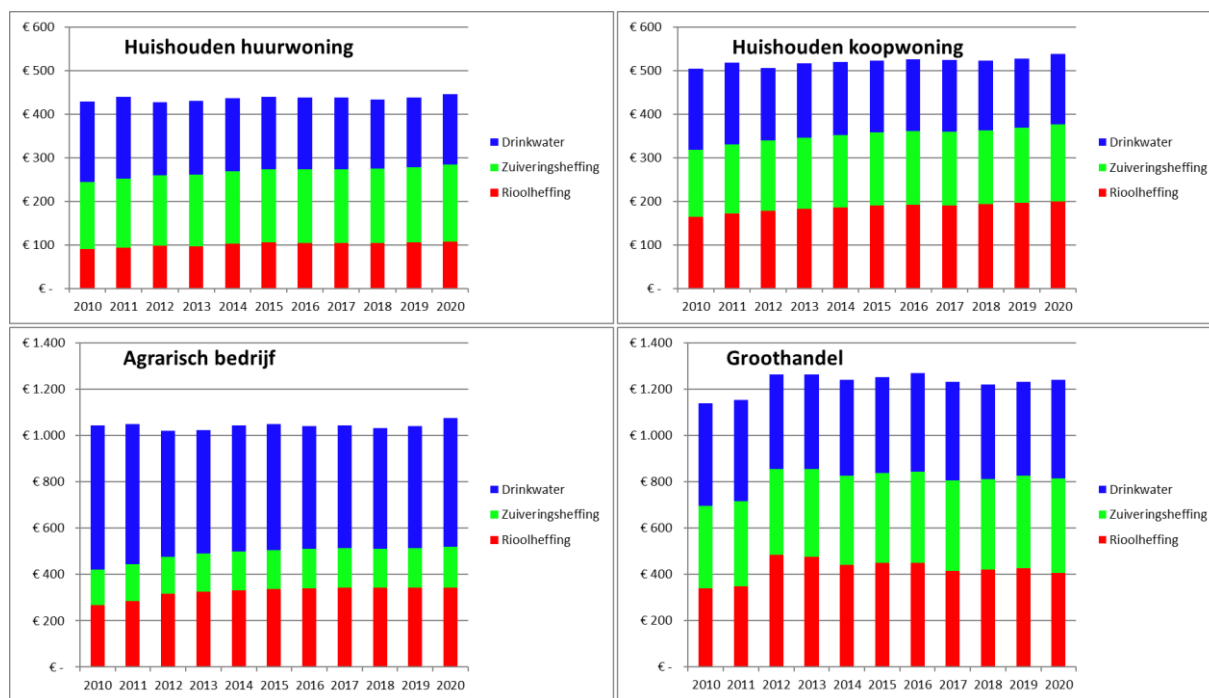 Huishouden huurwoning
€ 600
€ 500
€ 400
€ 300
€ 200
€ 100
€ -
2010 2011 2012 2013 2014 2015 2016 2017 2018 2019 2020
Drinkwater
Zuiveringsheffing
Rioolheffing
Huishouden koopwoning
€ 600
€ 500
€ 400
€ 300
€ 200
€ 100
€ -
2010 2011 2012 2013 2014 2015 2016 2017 2018 2019 2020
Drinkwater
Zuiveringsheffing
Rioolheffing
Agrarisch bedrijf
€ 1.400
€ 1.200
€ 1.000
€ 800
€ 600
€ 400
€ 200
€ -
2010 2011 2012 2013 2014 2015 2016 2017 2018 2019 2020
Drinkwater
Zuiveringsheffing
Rioolheffing
Groothandel
€ 1.400
€ 1.200
€ 1.000
€ 800
€ 600
€ 400
€ 200
€ -
2010 2011 2012 2013 2014 2015 2016 2017 2018 2019 2020
Drinkwater
Zuiveringsheffing
Rioolheffing